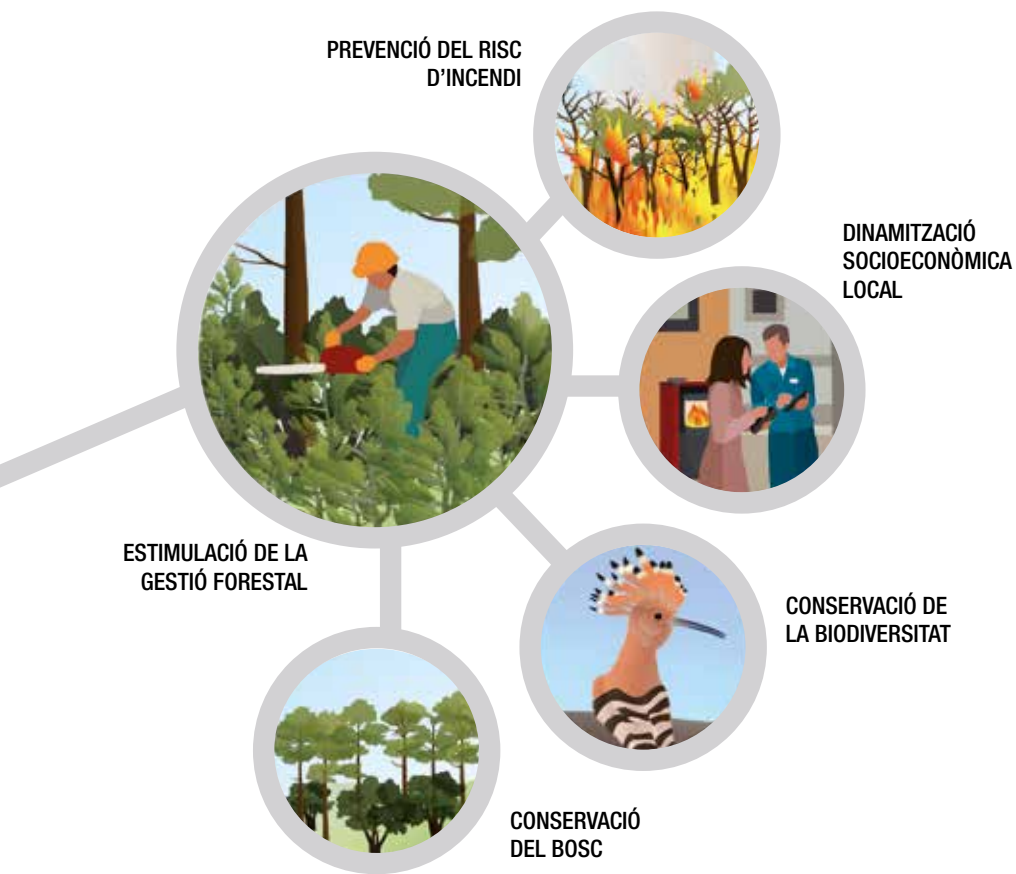 PREVENCIÓ DEL RISC
D'INCENDI
DINAMITZACIÓ
SOCIOECONÒMICA
LOCAL
ESTIMULACIÓ DE LA
GESTIÓ FORESTAL
CONSERVACIÓ DE
LA BIODIVERSITAT
CONSERVACIÓ
DEL BOSC